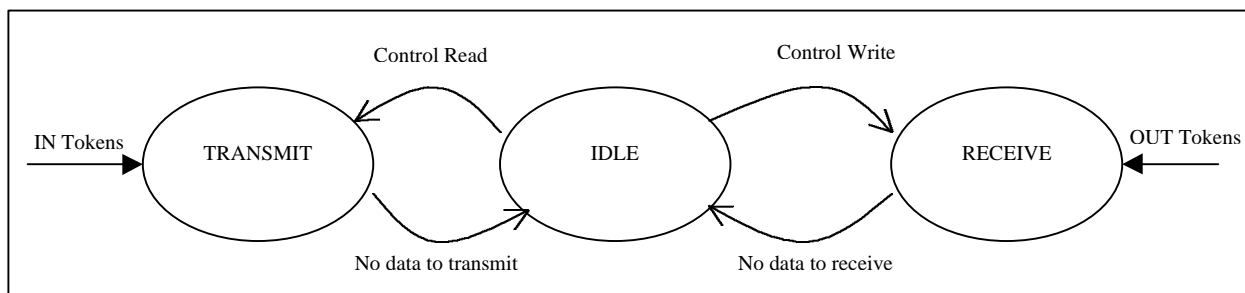 Control Read
Control Write
IN Tokens
TRANSMIT
IDLE
RECEIVE
OUT Tokens
No data to transmit
No data to receive